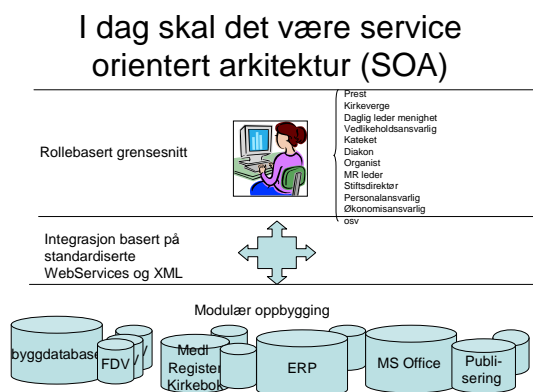 I dag skal det være service
orientert arkitektur (SOA)
Rollebasert grensesnitt
Prest
Kirkeverge
Daglig leder menighet
Vedlikeholdsansvarlig
Kateket
Diakon
Organist
MR leder
Stiftsdirektør
Personalansvarlig
Økonomisansvarlig
osv
Integrasjon basert på
standardiserte
WebServices og XML
Modulær oppbygging
byggdatabase
FDV
Medl
Register
Kirkebok
ERP
MS Office
Publi-
sering